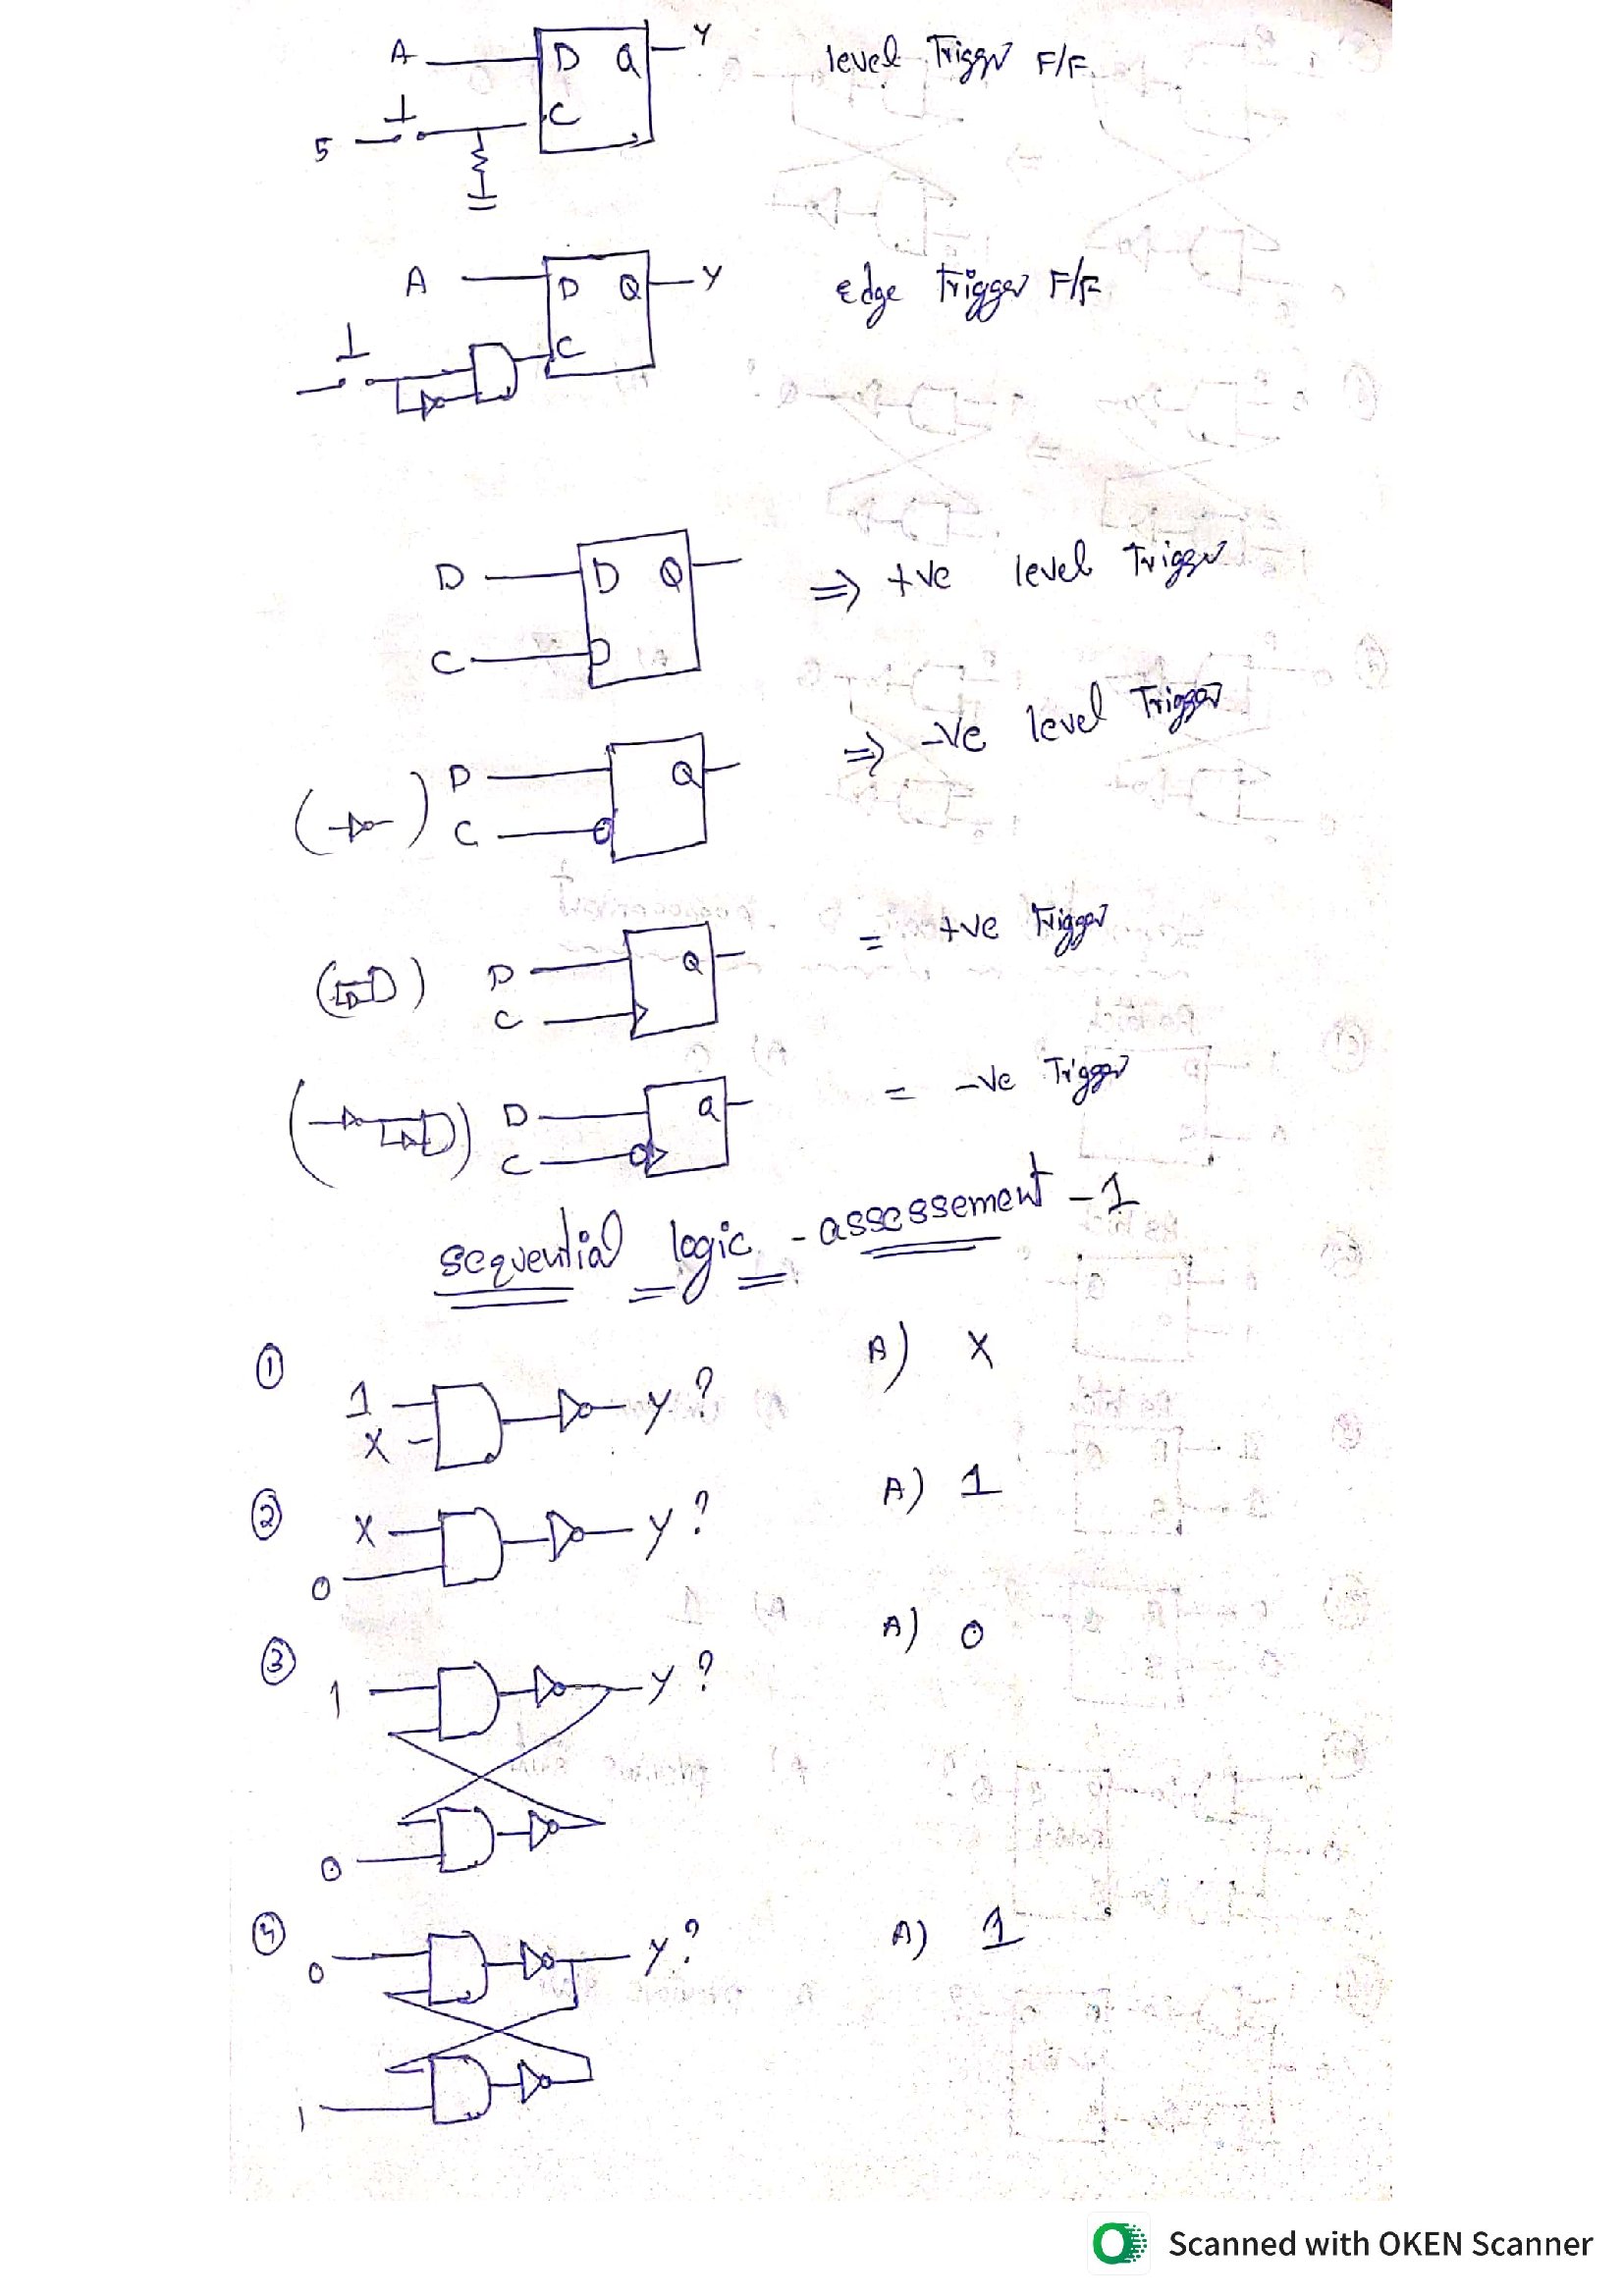 A D Q Y level Trigger F/F
5 C
A D Q Y Edge Trigger F/F
C
D D Q ⇒ +ve level Trigger
C
D Q ⇒ -ve level Trigger
C
D Q = +ve Trigger
C
D Q = -ve Trigger
C
sequential logic - assessement - 1
① 1 X Y? A) X
② X 0 Y? A) 1
③ 1 Y? A) 0
0
④ 0 Y? A) 1
1
Scanned with OKEN Scanner